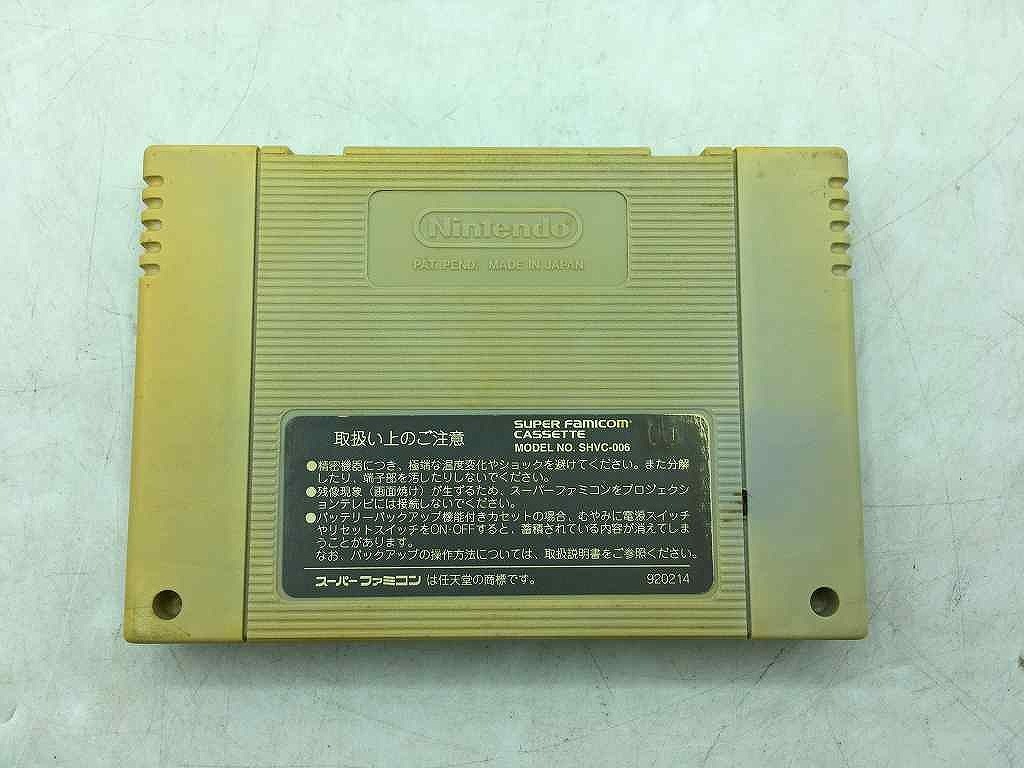 Nintendo®
PAT. PEND. MADE IN JAPAN
取扱い上のご注意
SUPER FAMICOM®
CASSETTE
MODEL NO. SHVC-006
●精密機器につき、極端な温度変化やショックを避けてください。また分解
したり、端子部を汚したりしないでください。
●残像現象（画面焼け）が生ずるため、スーパーファミコンをプロジェクシ
ョンテレビには接続しないでください。
●バッテリーバックアップ機能付きカセットの場合、むやみに電源スイッチ
やリセットスイッチをON-OFFすると、蓄積されている内容が消えてしま
うことがあります。
なお、バックアップの操作方法については、取扱説明書をご参照ください。
スーパーファミコン は任天堂の商標です。
920214